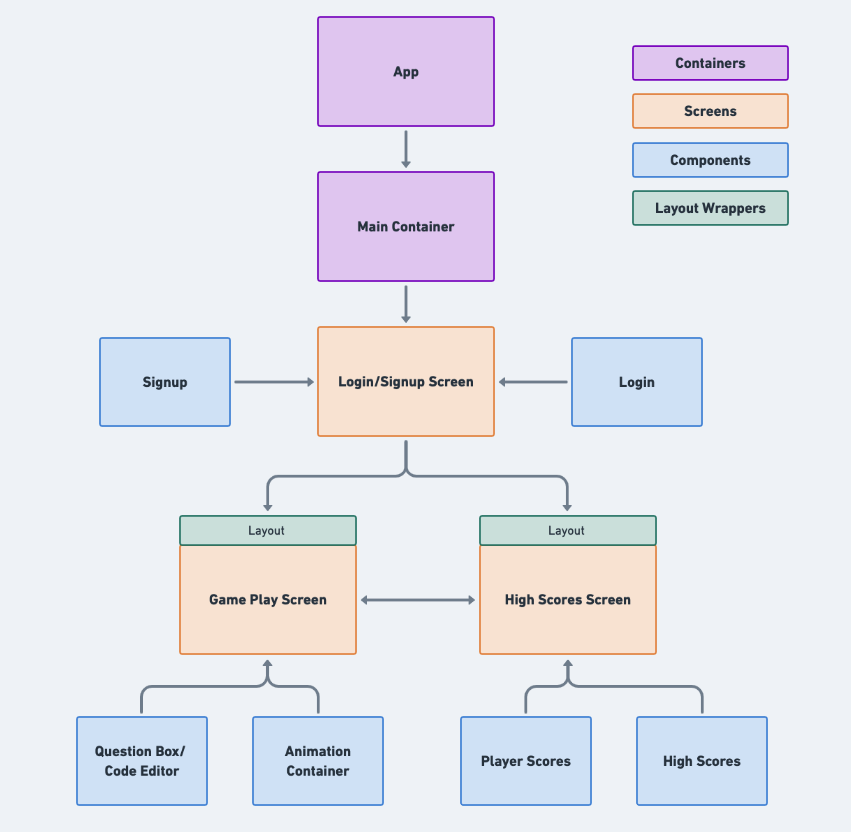 App
Containers
Screens
Components
Layout Wrappers
Main Container
Signup
Login/Signup Screen
Login
Layout
Layout
Game Play Screen
High Scores Screen
Question Box/
Code Editor
Animation
Container
Player Scores
High Scores